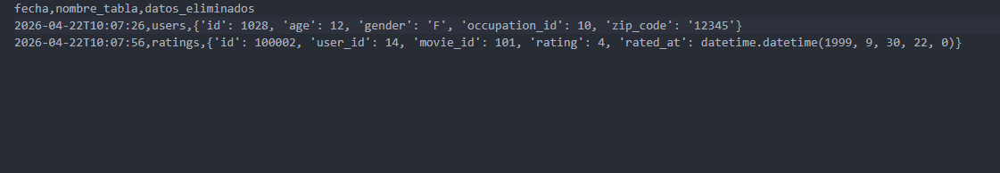 fecha,nombre_tabla,datos_eliminados
2026-04-22T10:07:26,users,{'id': 1028, 'age': 12, 'gender': 'F', 'occupation_id': 10, 'zip_code': '12345'}
2026-04-22T10:07:56,ratings,{'id': 100002, 'user_id': 14, 'movie_id': 101, 'rating': 4, 'rated_at': datetime.datetime(1999, 9, 30, 22, 0)}